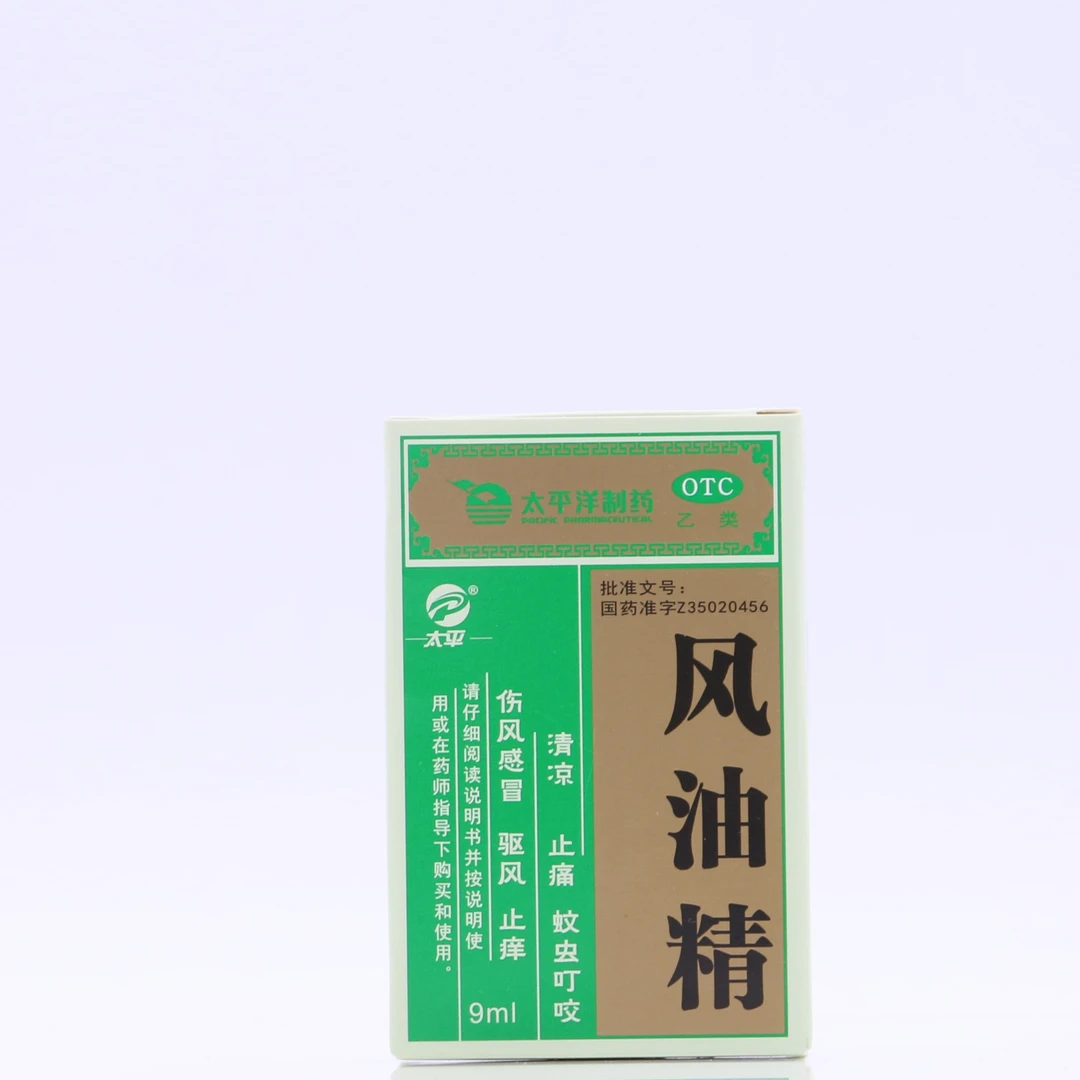 太平洋制药
PACIFIC PHARMACEUTICAL
OTC
乙类
批准文号：
国药准字Z35020456
风油精
清凉 止痛 蚊虫叮咬
伤风感冒 驱风 止痒
请仔细阅读说明书并按说明使
用或在药师指导下购买和使用。
®
太平
9ml